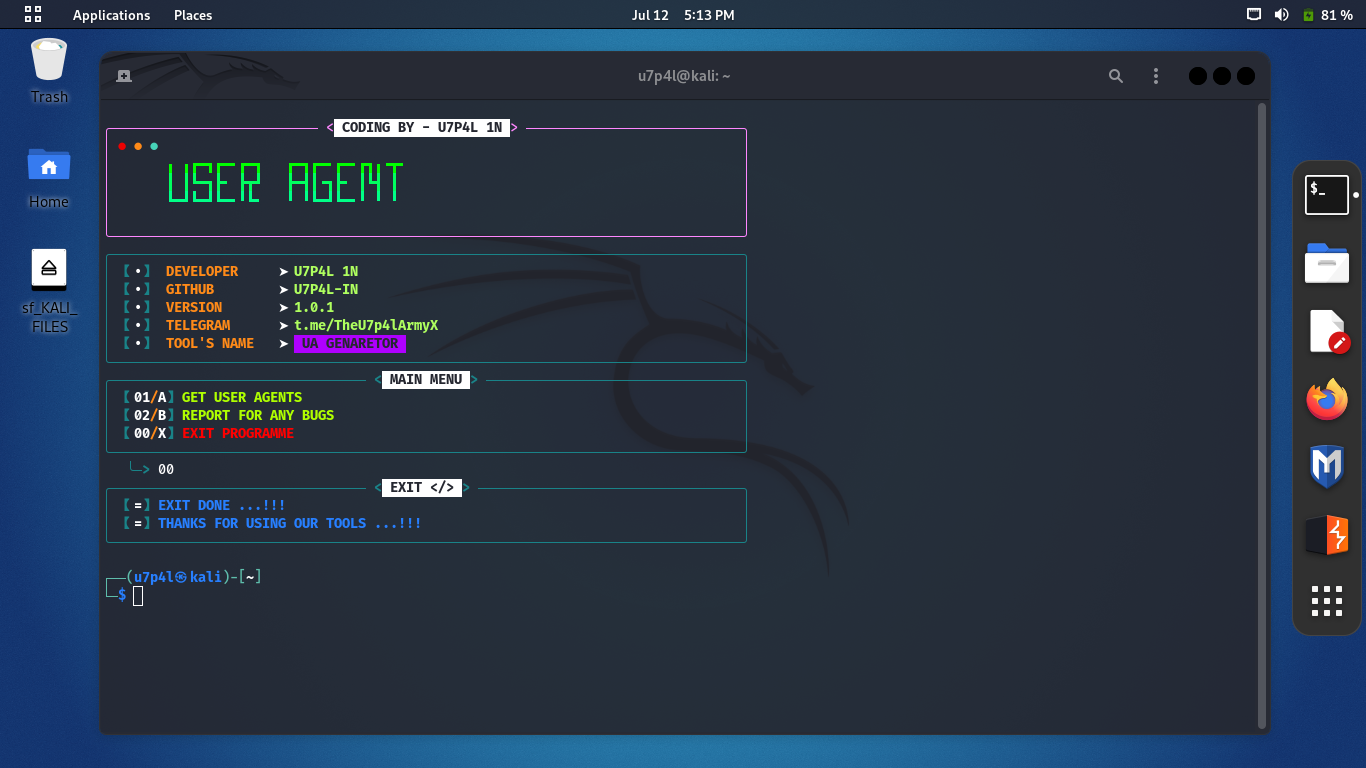 Applications Places Jul 12 5:13 PM 81 %
Trash
Home
sf_KALI_
FILES
u7p4l@kali: ~
< CODING BY - U7P4L 1N >
USER AGENT
【•】 DEVELOPER ➤ U7P4L 1N
【•】 GITHUB ➤ U7P4L-IN
【•】 VERSION ➤ 1.0.1
【•】 TELEGRAM ➤ t.me/TheU7p4lArmyX
【•】 TOOL'S NAME ➤ UA GENARETOR
< MAIN MENU >
【01/A】GET USER AGENTS
【02/B】REPORT FOR ANY BUGS
【00/X】EXIT PROGRAMME
╰─> 00
< EXIT </> >
【=】EXIT DONE ...!!!
【=】THANKS FOR USING OUR TOOLS ...!!!
┌──(u7p4l㉿kali)-[~]
└─$
$_